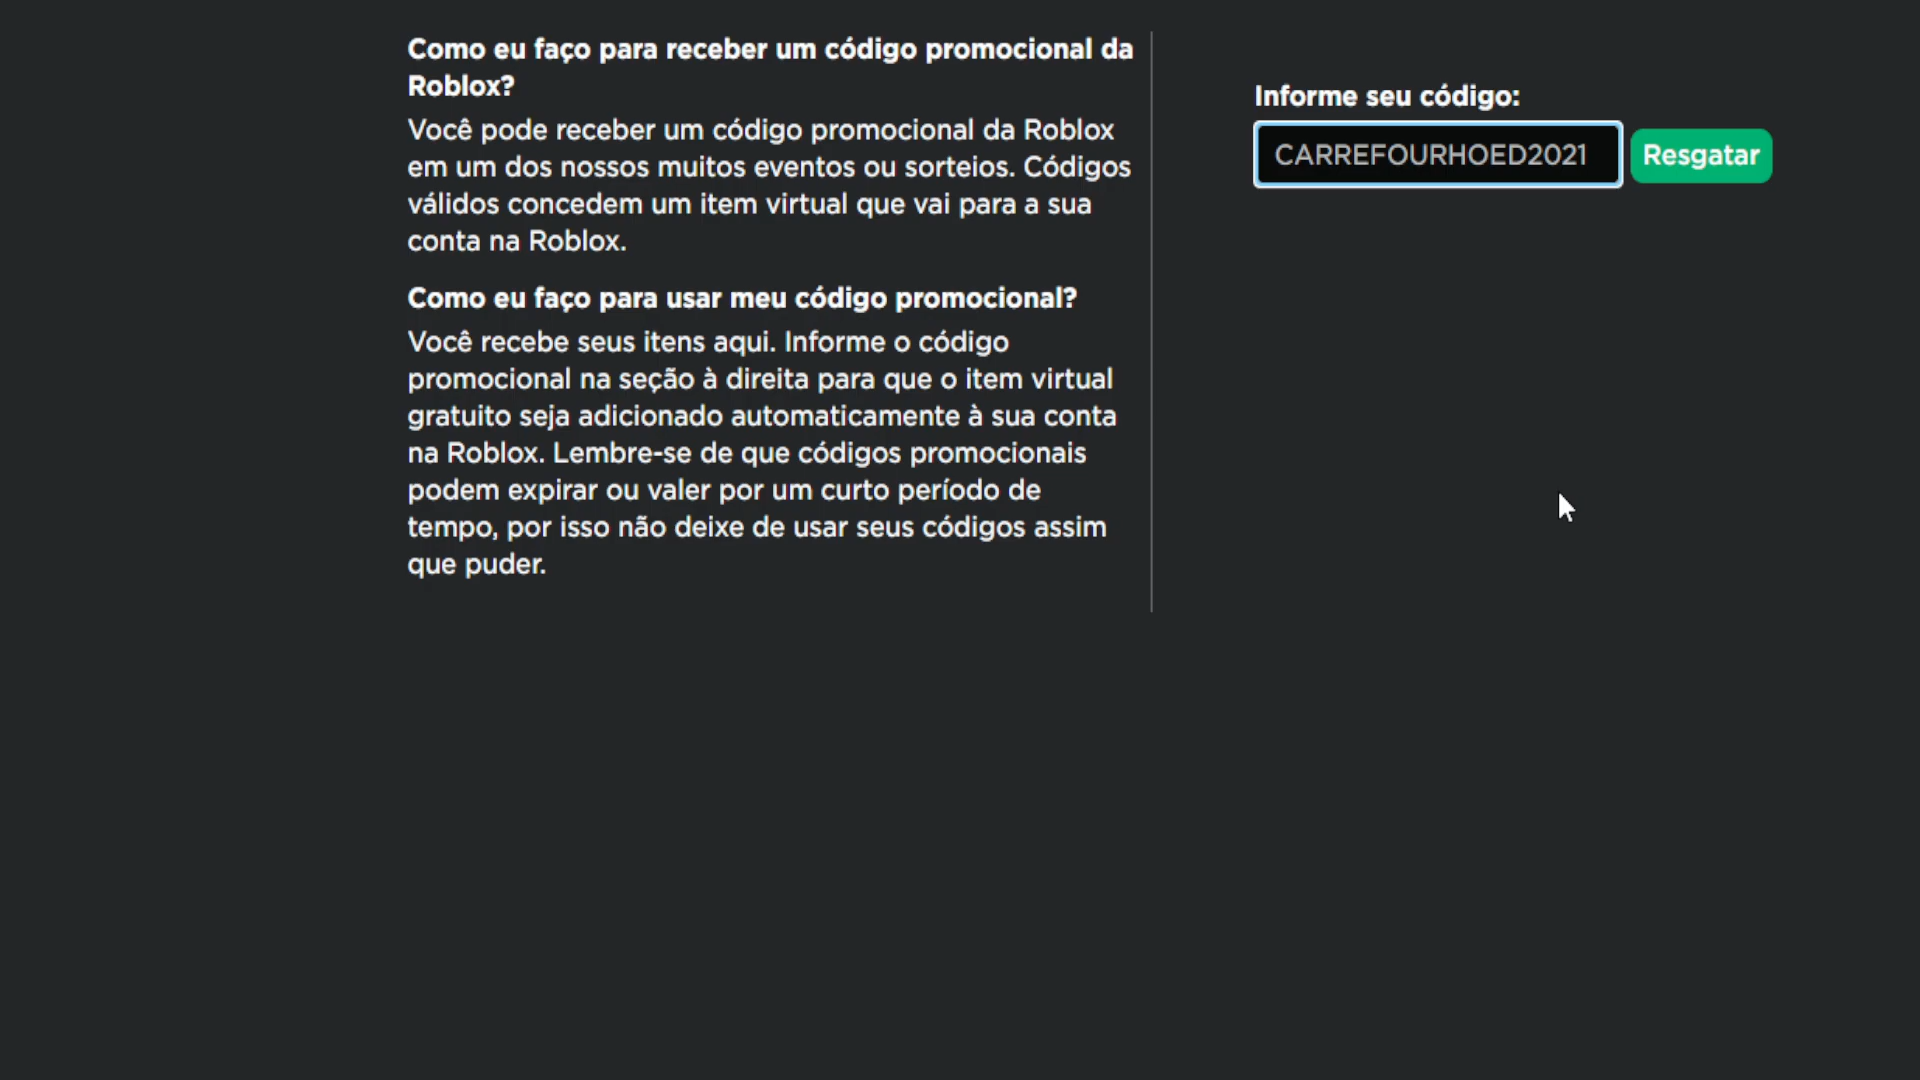 Como eu faço para receber um código promocional da
Roblox?
Você pode receber um código promocional da Roblox
em um dos nossos muitos eventos ou sorteios. Códigos
válidos concedem um item virtual que vai para a sua
conta na Roblox.
Como eu faço para usar meu código promocional?
Você recebe seus itens aqui. Informe o código
promocional na seção à direita para que o item virtual
gratuito seja adicionado automaticamente à sua conta
na Roblox. Lembre-se de que códigos promocionais
podem expirar ou valer por um curto período de
tempo, por isso não deixe de usar seus códigos assim
que puder.
Informe seu código:
CARREFOURHOED2021
Resgatar